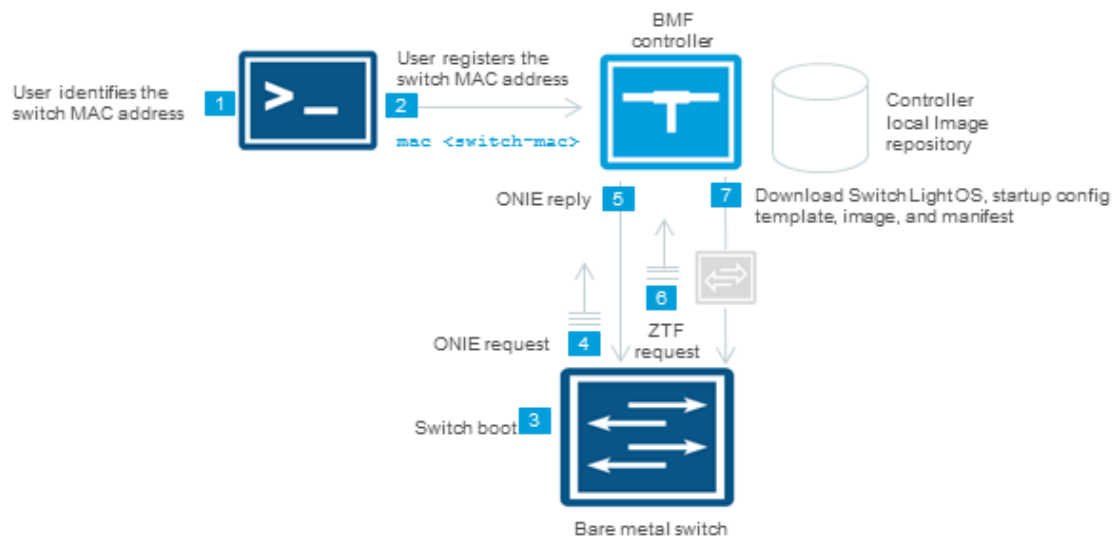 BMF
controller
User identifies the
switch MAC address
1
>_
2
User registers the
switch MAC address
mac <switch-mac>
Controller
local Image
repository
ONIE reply
5
7
Download Switch Light OS, startup config
template, image, and manifest
6
ZTF
request
ONIE request
4
Switch boot
3
Bare metal switch